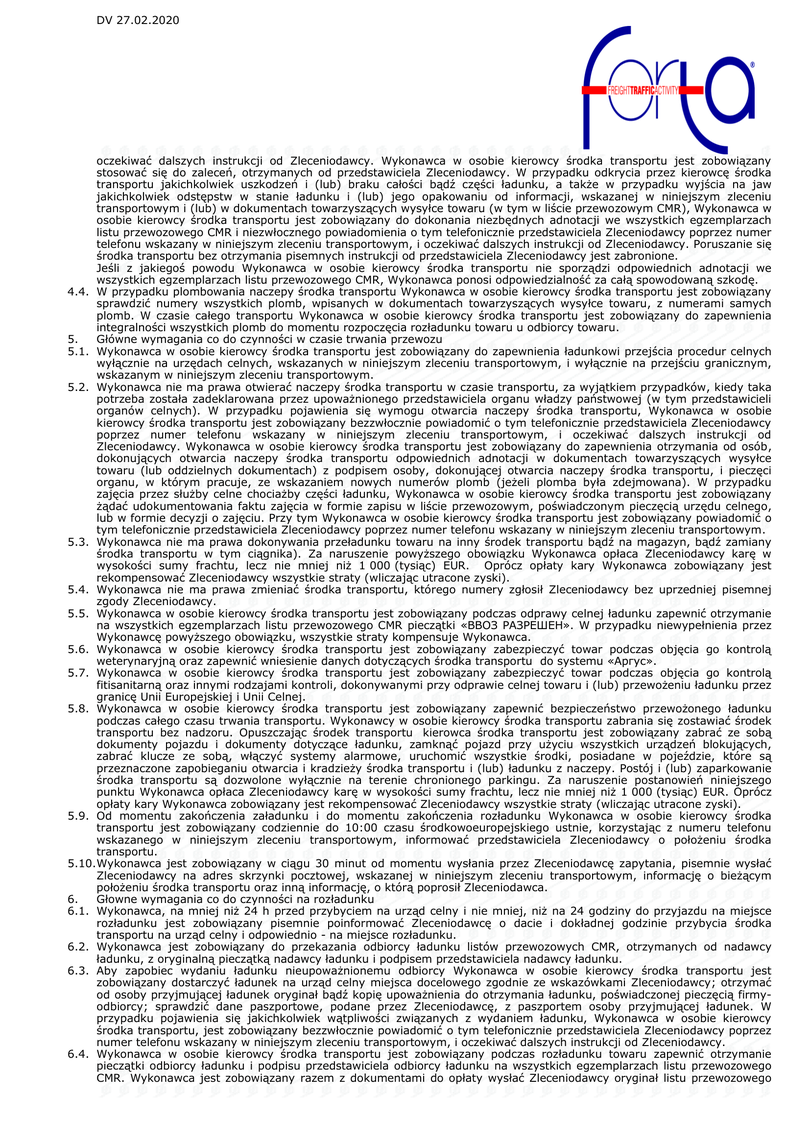 DV 27.02.2020
forta
®
FREIGHTTRAFFICACTIVITY
oczekiwać dalszych instrukcji od Zleceniodawcy. Wykonawca w osobie kierowcy środka transportu jest zobowiązany
stosować się do zaleceń, otrzymanych od przedstawiciela Zleceniodawcy. W przypadku odkrycia przez kierowcę środka
transportu jakichkolwiek uszkodzeń i (lub) braku całości bądź części ładunku, a także w przypadku wyjścia na jaw
jakichkolwiek odstępstw w stanie ładunku i (lub) jego opakowaniu od informacji, wskazanej w niniejszym zleceniu
transportowym i (lub) w dokumentach towarzyszących wysyłce towaru (w tym w liście przewozowym CMR), Wykonawca w
osobie kierowcy środka transportu jest zobowiązany do dokonania niezbędnych adnotacji we wszystkich egzemplarzach
listu przewozowego CMR i niezwłocznego powiadomienia o tym telefonicznie przedstawiciela Zleceniodawcy poprzez numer
telefonu wskazany w niniejszym zleceniu transportowym, i oczekiwać dalszych instrukcji od Zleceniodawcy. Poruszanie się
środka transportu bez otrzymania pisemnych instrukcji od przedstawiciela Zleceniodawcy jest zabronione.
Jeśli z jakiegoś powodu Wykonawca w osobie kierowcy środka transportu nie sporządzi odpowiednich adnotacji we
wszystkich egzemplarzach listu przewozowego CMR, Wykonawca ponosi odpowiedzialność za całą spowodowaną szkodę.
4.4. W przypadku plombowania naczepy środka transportu Wykonawca w osobie kierowcy środka transportu jest zobowiązany
sprawdzić numery wszystkich plomb, wpisanych w dokumentach towarzyszących wysyłce towaru, z numerami samych
plomb. W czasie całego transportu Wykonawca w osobie kierowcy środka transportu jest zobowiązany do zapewnienia
integralności wszystkich plomb do momentu rozpoczęcia rozładunku towaru u odbiorcy towaru.
5. Główne wymagania co do czynności w czasie trwania przewozu
5.1. Wykonawca w osobie kierowcy środka transportu jest zobowiązany do zapewnienia ładunkowi przejścia procedur celnych
wyłącznie na urzędach celnych, wskazanych w niniejszym zleceniu transportowym, i wyłącznie na przejściu granicznym,
wskazanym w niniejszym zleceniu transportowym.
5.2. Wykonawca nie ma prawa otwierać naczepy środka transportu w czasie transportu, za wyjątkiem przypadków, kiedy taka
potrzeba została zadeklarowana przez upoważnionego przedstawiciela organu władzy państwowej (w tym przedstawicieli
organów celnych). W przypadku pojawienia się wymogu otwarcia naczepy środka transportu, Wykonawca w osobie
kierowcy środka transportu jest zobowiązany bezzwłocznie powiadomić o tym telefonicznie przedstawiciela Zleceniodawcy
poprzez numer telefonu wskazany w niniejszym zleceniu transportowym, i oczekiwać dalszych instrukcji od
Zleceniodawcy. Wykonawca w osobie kierowcy środka transportu jest zobowiązany do zapewnienia otrzymania od osób,
dokonujących otwarcia naczepy środka transportu odpowiednich adnotacji w dokumentach towarzyszących wysyłce
towaru (lub oddzielnych dokumentach) z podpisem osoby, dokonującej otwarcia naczepy środka transportu, i pieczęci
organu, w którym pracuje, ze wskazaniem nowych numerów plomb (jeżeli plomba była zdejmowana). W przypadku
zajęcia przez służby celne chociażby części ładunku, Wykonawca w osobie kierowcy środka transportu jest zobowiązany
żądać udokumentowania faktu zajęcia w formie zapisu w liście przewozowym, poświadczonym pieczęcią urzędu celnego,
lub w formie decyzji o zajęciu. Przy tym Wykonawca w osobie kierowcy środka transportu jest zobowiązany powiadomić o
tym telefonicznie przedstawiciela Zleceniodawcy poprzez numer telefonu wskazany w niniejszym zleceniu transportowym.
5.3. Wykonawca nie ma prawa dokonywania przeładunku towaru na inny środek transportu bądź na magazyn, bądź zamiany
środka transportu w tym ciągnika). Za naruszenie powyższego obowiązku Wykonawca opłaca Zleceniodawcy karę w
wysokości sumy frachtu, lecz nie mniej niż 1 000 (tysiąc) EUR. Oprócz opłaty kary Wykonawca zobowiązany jest
rekompensować Zleceniodawcy wszystkie straty (wliczając utracone zyski).
5.4. Wykonawca nie ma prawa zmieniać środka transportu, którego numery zgłosił Zleceniodawcy bez uprzedniej pisemnej
zgody Zleceniodawcy.
5.5. Wykonawca w osobie kierowcy środka transportu jest zobowiązany podczas odprawy celnej ładunku zapewnić otrzymanie
na wszystkich egzemplarzach listu przewozowego CMR pieczątki «ВВОЗ РАЗРЕШЕН». W przypadku niewypełnienia przez
Wykonawcę powyższego obowiązku, wszystkie straty kompensuje Wykonawca.
5.6. Wykonawca w osobie kierowcy środka transportu jest zobowiązany zabezpieczyć towar podczas objęcia go kontrolą
weterynaryjną oraz zapewnić wniesienie danych dotyczących środka transportu do systemu «Аргус».
5.7. Wykonawca w osobie kierowcy środka transportu jest zobowiązany zabezpieczyć towar podczas objęcia go kontrolą
fitisanitarną oraz innymi rodzajami kontroli, dokonywanymi przy odprawie celnej towaru i (lub) przewożeniu ładunku przez
granicę Unii Europejskiej i Unii Celnej.
5.8. Wykonawca w osobie kierowcy środka transportu jest zobowiązany zapewnić bezpieczeństwo przewożonego ładunku
podczas całego czasu trwania transportu. Wykonawcy w osobie kierowcy środka transportu zabrania się zostawiać środek
transportu bez nadzoru. Opuszczając środek transportu kierowca środka transportu jest zobowiązany zabrać ze sobą
dokumenty pojazdu i dokumenty dotyczące ładunku, zamknąć pojazd przy użyciu wszystkich urządzeń blokujących,
zabrać klucze ze sobą, włączyć systemy alarmowe, uruchomić wszystkie środki, posiadane w pojeździe, które są
przeznaczone zapobieganiu otwarcia i kradzieży środka transportu i (lub) ładunku z naczepy. Postój i (lub) zaparkowanie
środka transportu są dozwolone wyłącznie na terenie chronionego parkingu. Za naruszenie postanowień niniejszego
punktu Wykonawca opłaca Zleceniodawcy karę w wysokości sumy frachtu, lecz nie mniej niż 1 000 (tysiąc) EUR. Oprócz
opłaty kary Wykonawca zobowiązany jest rekompensować Zleceniodawcy wszystkie straty (wliczając utracone zyski).
5.9. Od momentu zakończenia załadunku i do momentu zakończenia rozładunku Wykonawca w osobie kierowcy środka
transportu jest zobowiązany codziennie do 10:00 czasu środkowoeuropejskiego ustnie, korzystając z numeru telefonu
wskazanego w niniejszym zleceniu transportowym, informować przedstawiciela Zleceniodawcy o położeniu środka
transportu.
5.10. Wykonawca jest zobowiązany w ciągu 30 minut od momentu wysłania przez Zleceniodawcę zapytania, pisemnie wysłać
Zleceniodawcy na adres skrzynki pocztowej, wskazanej w niniejszym zleceniu transportowym, informację o bieżącym
położeniu środka transportu oraz inną informację, o którą poprosił Zleceniodawca.
6. Głowne wymagania co do czynności na rozładunku
6.1. Wykonawca, na mniej niż 24 h przed przybyciem na urząd celny i nie mniej, niż na 24 godziny do przyjazdu na miejsce
rozładunku jest zobowiązany pisemnie poinformować Zleceniodawcę o dacie i dokładnej godzinie przybycia środka
transportu na urząd celny i odpowiednio - na miejsce rozładunku.
6.2. Wykonawca jest zobowiązany do przekazania odbiorcy ładunku listów przewozowych CMR, otrzymanych od nadawcy
ładunku, z oryginalną pieczątką nadawcy ładunku i podpisem przedstawiciela nadawcy ładunku.
6.3. Aby zapobiec wydaniu ładunku nieupoważnionemu odbiorcy Wykonawca w osobie kierowcy środka transportu jest
zobowiązany dostarczyć ładunek na urząd celny miejsca docelowego zgodnie ze wskazówkami Zleceniodawcy; otrzymać
od osoby przyjmującej ładunek oryginał bądź kopię upoważnienia do otrzymania ładunku, poświadczonej pieczęcią firmy-
odbiorcy; sprawdzić dane paszportowe, podane przez Zleceniodawcę, z paszportem osoby przyjmującej ładunek. W
przypadku pojawienia się jakichkolwiek wątpliwości związanych z wydaniem ładunku, Wykonawca w osobie kierowcy
środka transportu, jest zobowiązany bezzwłocznie powiadomić o tym telefonicznie przedstawiciela Zleceniodawcy poprzez
numer telefonu wskazany w niniejszym zleceniu transportowym, i oczekiwać dalszych instrukcji od Zleceniodawcy.
6.4. Wykonawca w osobie kierowcy środka transportu jest zobowiązany podczas rozładunku towaru zapewnić otrzymanie
pieczątki odbiorcy ładunku i podpisu przedstawiciela odbiorcy ładunku na wszystkich egzemplarzach listu przewozowego
CMR. Wykonawca jest zobowiązany razem z dokumentami do opłaty wysłać Zleceniodawcy oryginał listu przewozowego